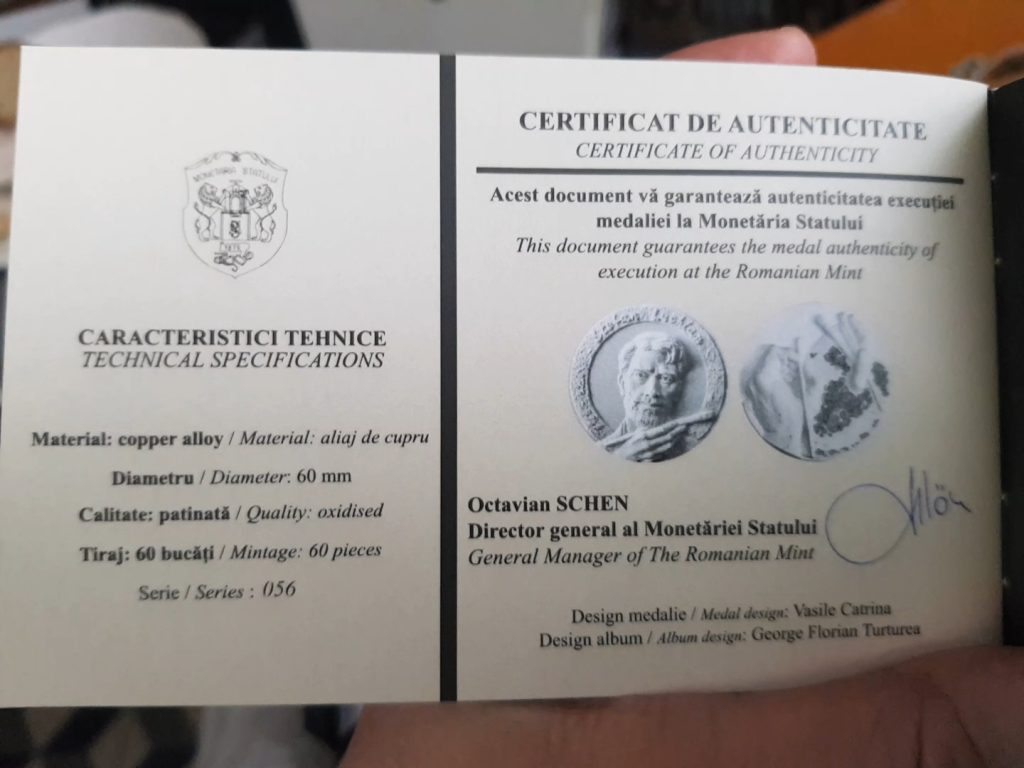 MONETARIA STATULUI
1870
CARACTERISTICI TEHNICE
TECHNICAL SPECIFICATIONS
Material: copper alloy / Material: aliaj de cupru
Diametru / Diameter: 60 mm
Calitate: patinată / Quality: oxidised
Tiraj: 60 bucăți / Mintage: 60 pieces
Serie / Series : 056
CERTIFICAT DE AUTENTICITATE
CERTIFICATE OF AUTHENTICITY
Acest document vă garantează autenticitatea execuției
medaliei la Monetăria Statului
This document guarantees the medal authenticity of
execution at the Romanian Mint
Octavian SCHEN
Director general al Monetăriei Statului
General Manager of The Romanian Mint
Design medalie / Medal design: Vasile Catrina
Design album / Album design: George Florian Turturea